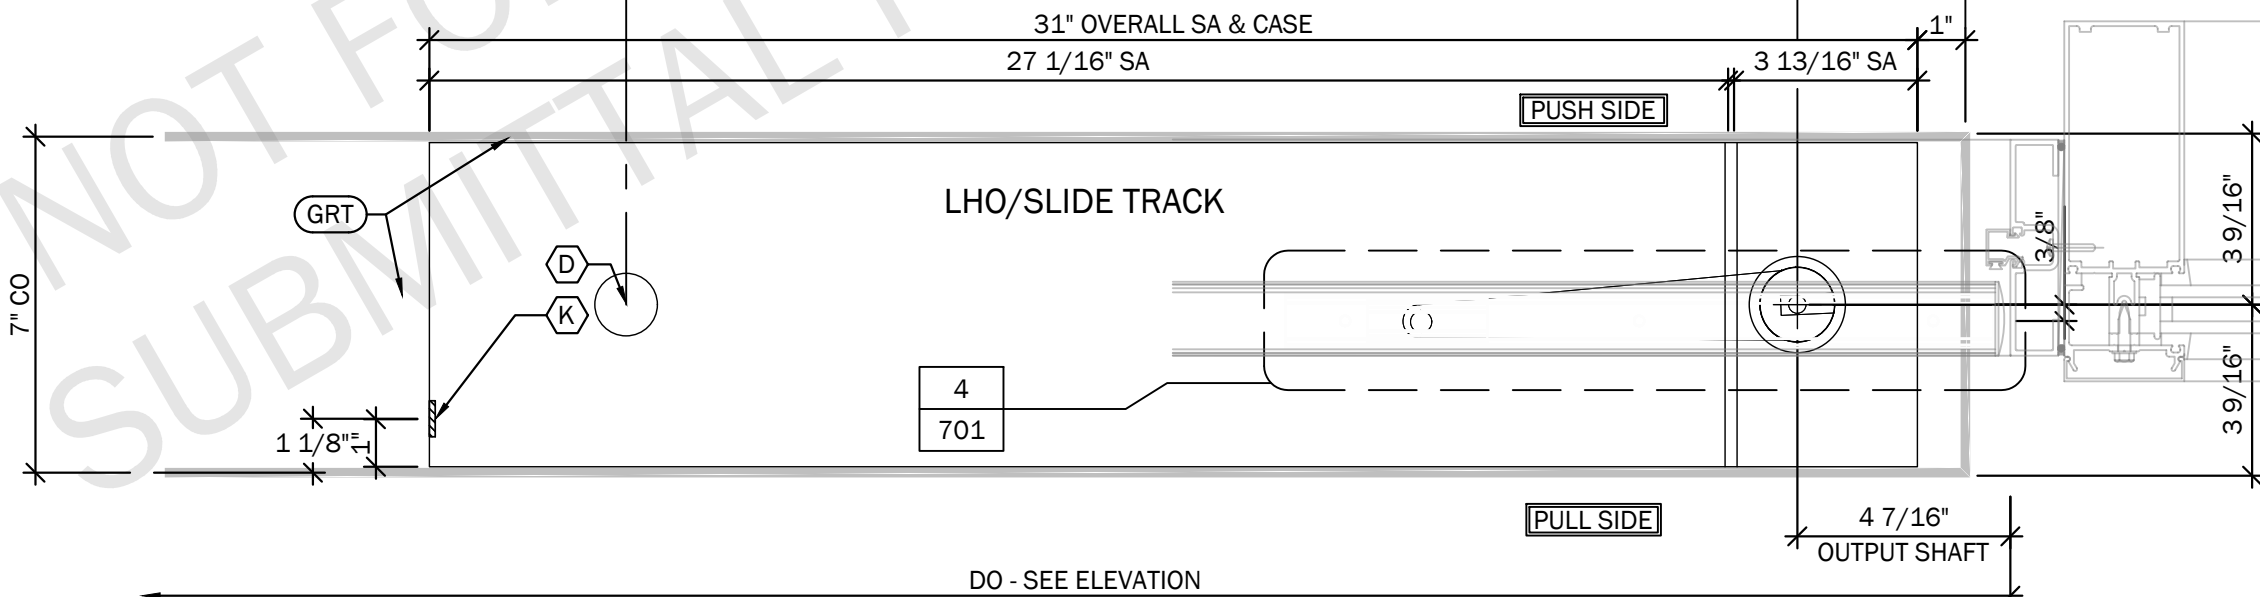 NOT FO
SUBMITTAL
31" OVERALL SA & CASE
1"
27 1/16" SA
3 13/16" SA
PUSH SIDE
LHO/SLIDE TRACK
GRT
D
K
7" CO
3/8"
3 9/16"
3 9/16"
4
701
1 1/8"
1"
PULL SIDE
4 7/16"
OUTPUT SHAFT
DO - SEE ELEVATION